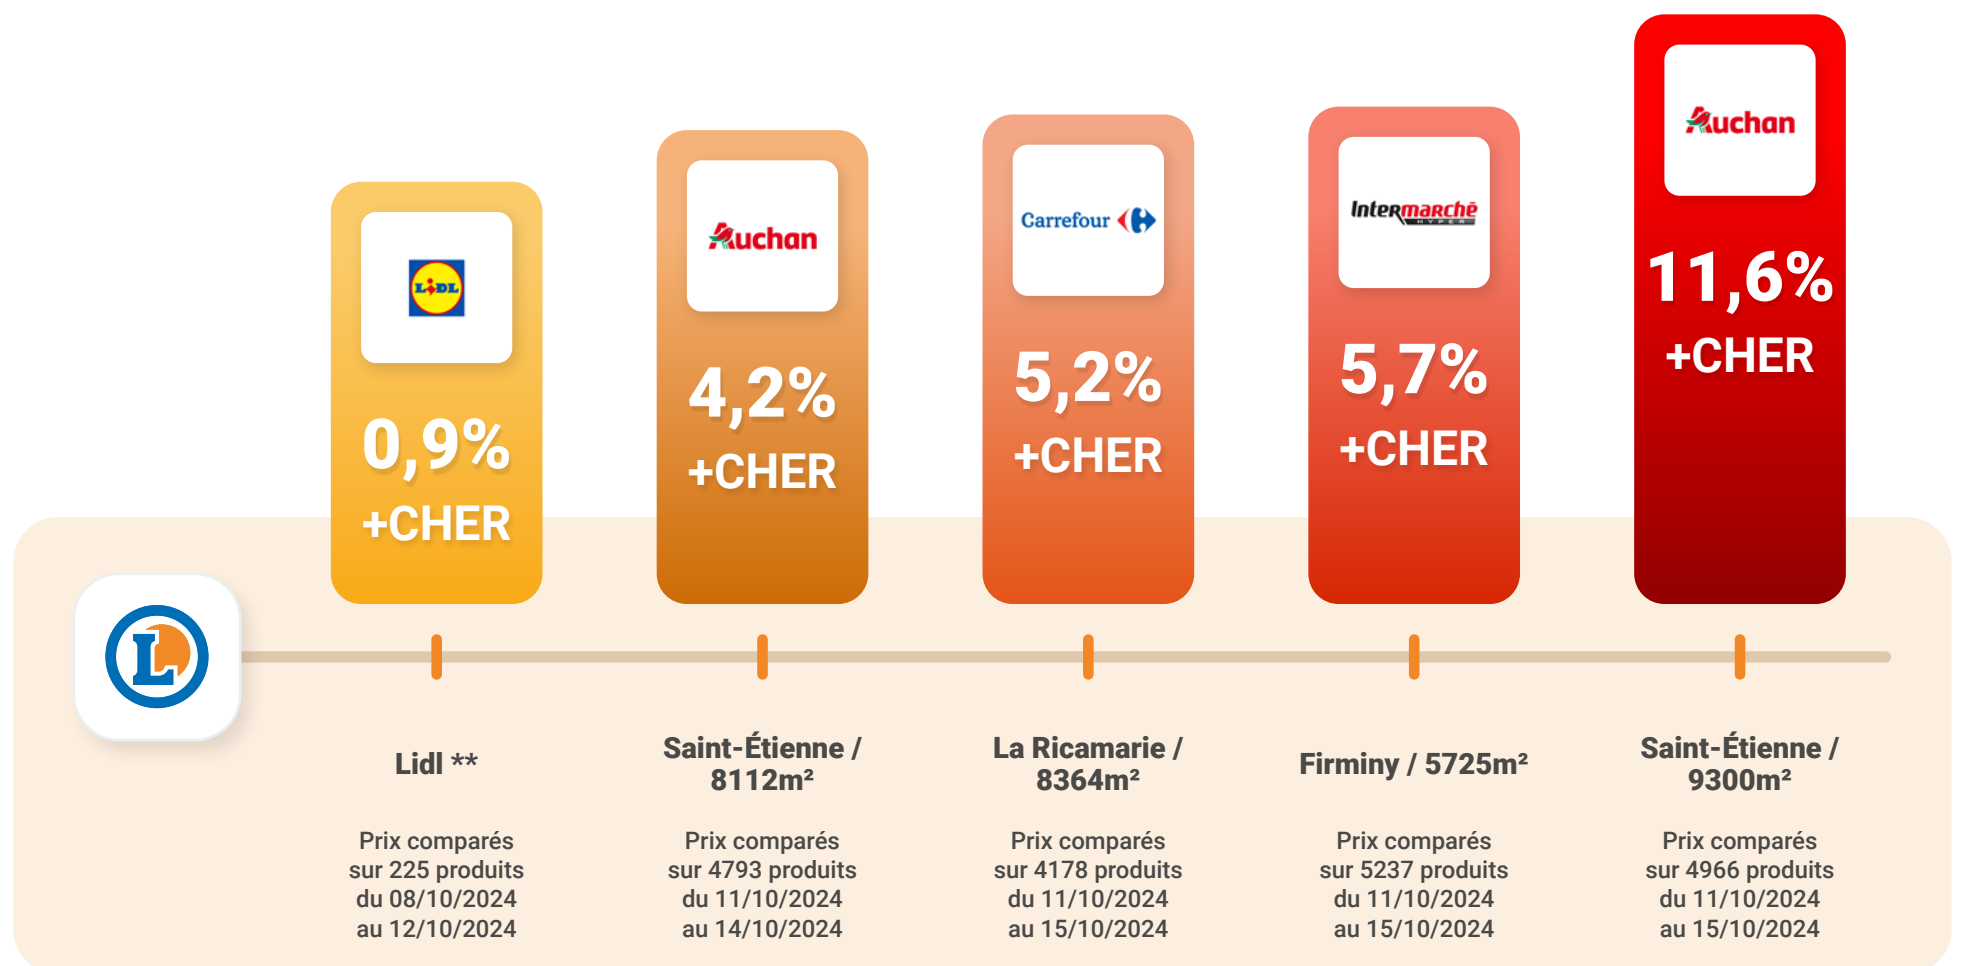 LIDL
0,9%
+CHER
Auchan
4,2%
+CHER
Carrefour
5,2%
+CHER
Intermarchē
HYPER
5,7%
+CHER
Auchan
11,6%
+CHER
L
Lidl **
Prix comparés
sur 225 produits
du 08/10/2024
au 12/10/2024
Saint-Étienne /
8112m²
Prix comparés
sur 4793 produits
du 11/10/2024
au 14/10/2024
La Ricamarie /
8364m²
Prix comparés
sur 4178 produits
du 11/10/2024
au 15/10/2024
Firminy / 5725m²
Prix comparés
sur 5237 produits
du 11/10/2024
au 15/10/2024
Saint-Étienne /
9300m²
Prix comparés
sur 4966 produits
du 11/10/2024
au 15/10/2024